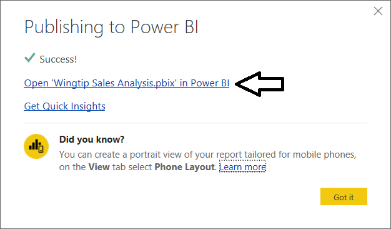 Publishing to Power BI
Success!
Open 'Wingtip Sales Analysis.pbix' in Power BI
Get Quick Insights
Did you know?
You can create a portrait view of your report tailored for mobile phones,
on the View tab select Phone Layout. Learn more
Got it